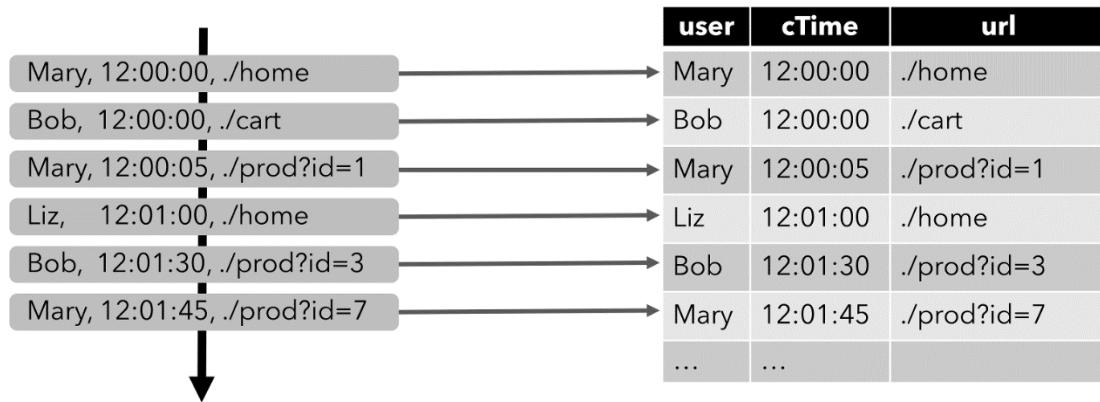 Mary, 12:00:00, ./home
Bob, 12:00:00, ./cart
Mary, 12:00:05, ./prod?id=1
Liz, 12:01:00, ./home
Bob, 12:01:30, ./prod?id=3
Mary, 12:01:45, ./prod?id=7
user cTime url
Mary 12:00:00 ./home
Bob 12:00:00 ./cart
Mary 12:00:05 ./prod?id=1
Liz 12:01:00 ./home
Bob 12:01:30 ./prod?id=3
Mary 12:01:45 ./prod?id=7
… …